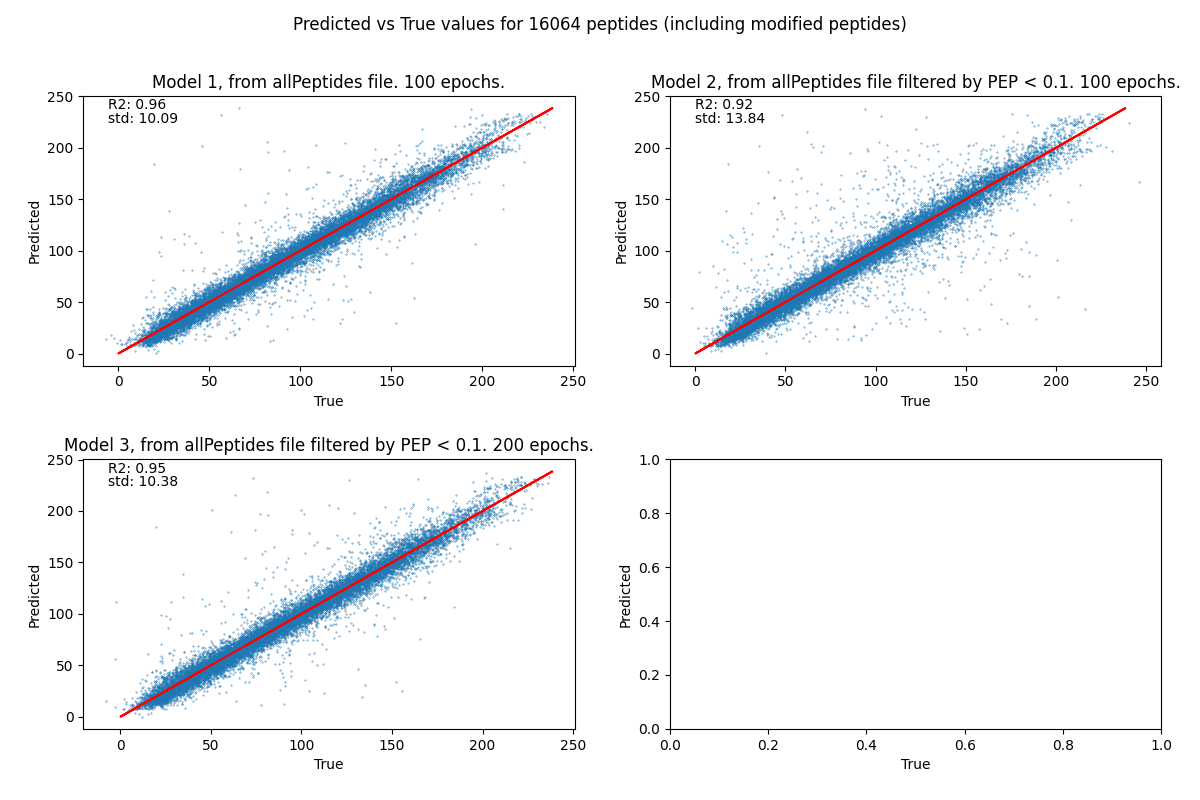 Predicted vs True values for 16064 peptides (including modified peptides)
Model 1, from allPeptides file. 100 epochs.
R2: 0.96
std: 10.09
250
200
150
100
50
0
Predicted
0 50 100 150 200 250
True
Model 2, from allPeptides file filtered by PEP < 0.1. 100 epochs.
R2: 0.92
std: 13.84
250
200
150
100
50
0
Predicted
0 50 100 150 200 250
True
Model 3, from allPeptides file filtered by PEP < 0.1. 200 epochs.
R2: 0.95
std: 10.38
250
200
150
100
50
0
Predicted
0 50 100 150 200 250
True
1.0
0.8
0.6
0.4
0.2
0.0
Predicted
0.0 0.2 0.4 0.6 0.8 1.0
True